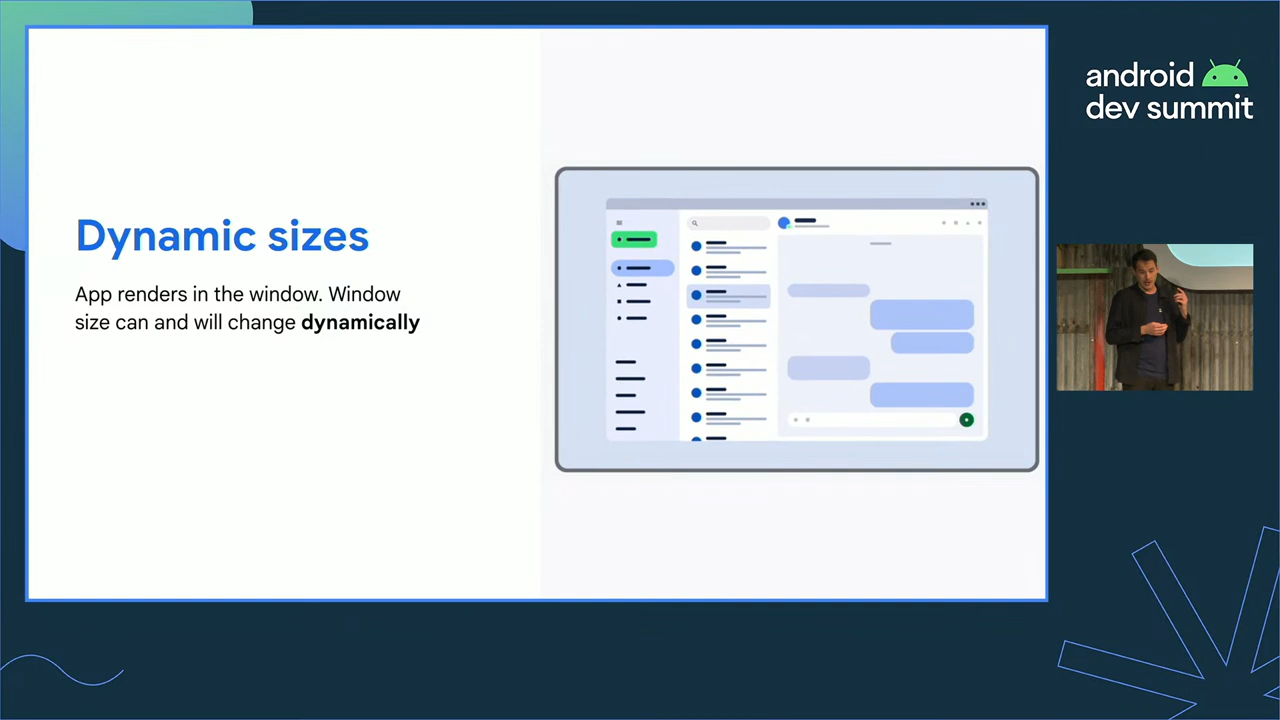 Dynamic sizes
App renders in the window. Window
size can and will change dynamically
android
dev summit